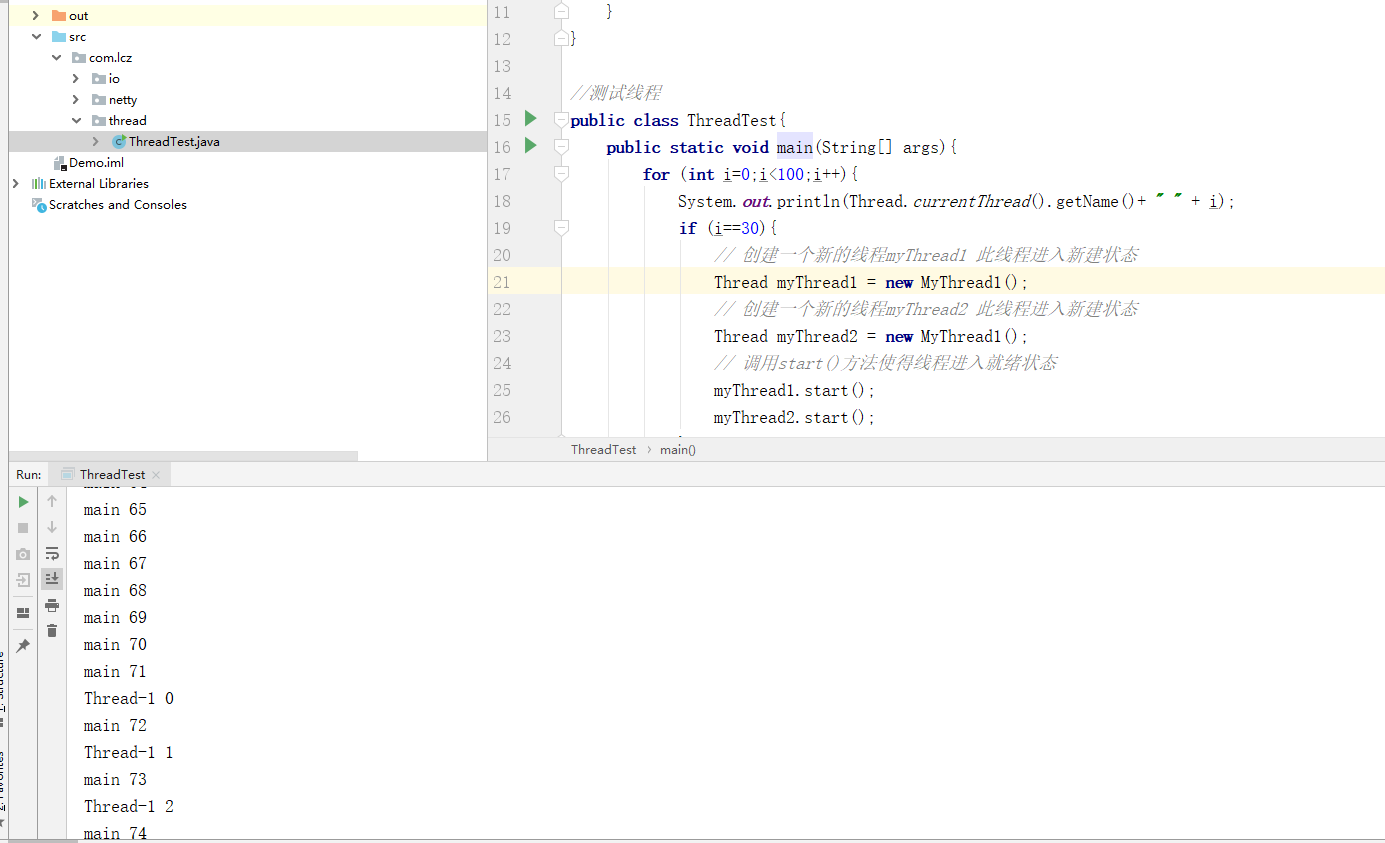 out
src
com.lcz
io
netty
thread
ThreadTest.java
Demo.iml
External Libraries
Scratches and Consoles
11 }
12 }
13
14 //测试线程
15 public class ThreadTest{
16 public static void main(String[] args){
17 for (int i=0;i<100;i++){
18 System.out.println(Thread.currentThread().getName()+ " " + i);
19 if (i==30){
20 // 创建一个新的线程myThread1 此线程进入新建状态
21 Thread myThread1 = new MyThread1();
22 // 创建一个新的线程myThread2 此线程进入新建状态
23 Thread myThread2 = new MyThread1();
24 // 调用start()方法使得线程进入就绪状态
25 myThread1.start();
26 myThread2.start();
ThreadTest › main()
Run: ThreadTest ×
main 65
main 66
main 67
main 68
main 69
main 70
main 71
Thread-1 0
main 72
Thread-1 1
main 73
Thread-1 2
main 74